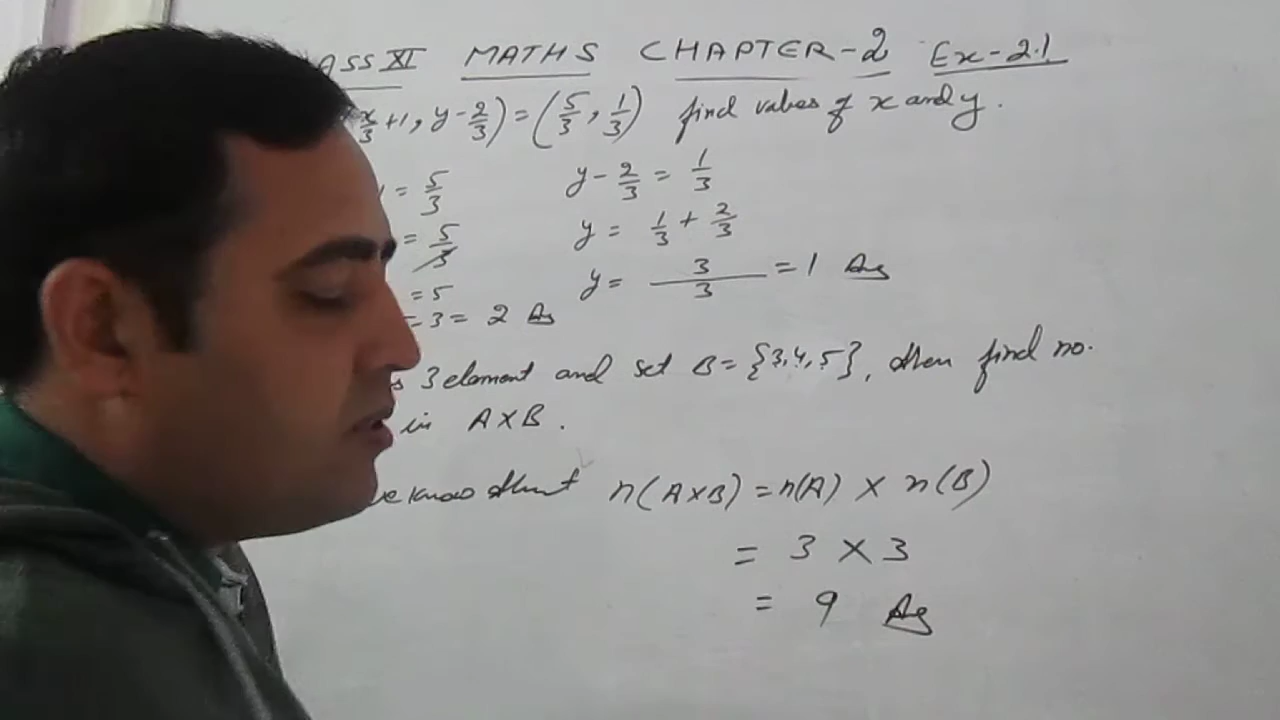 ASS XI MATHS CHAPTER-2 Ex-2.1
x/3 +1, y - 2/3) = (5/3, 1/3) find values of x and y.
= 5/3 y - 2/3 = 1/3
= 5/3 y = 1/3 + 2/3
= 5 y = 3/3 = 1 Ans
= 3 = 2 Ans
3 element and set B = {3,4,5}, then find no.
in A×B.
we know that n(A×B) = n(A) × n(B)
= 3 × 3
= 9 Ans